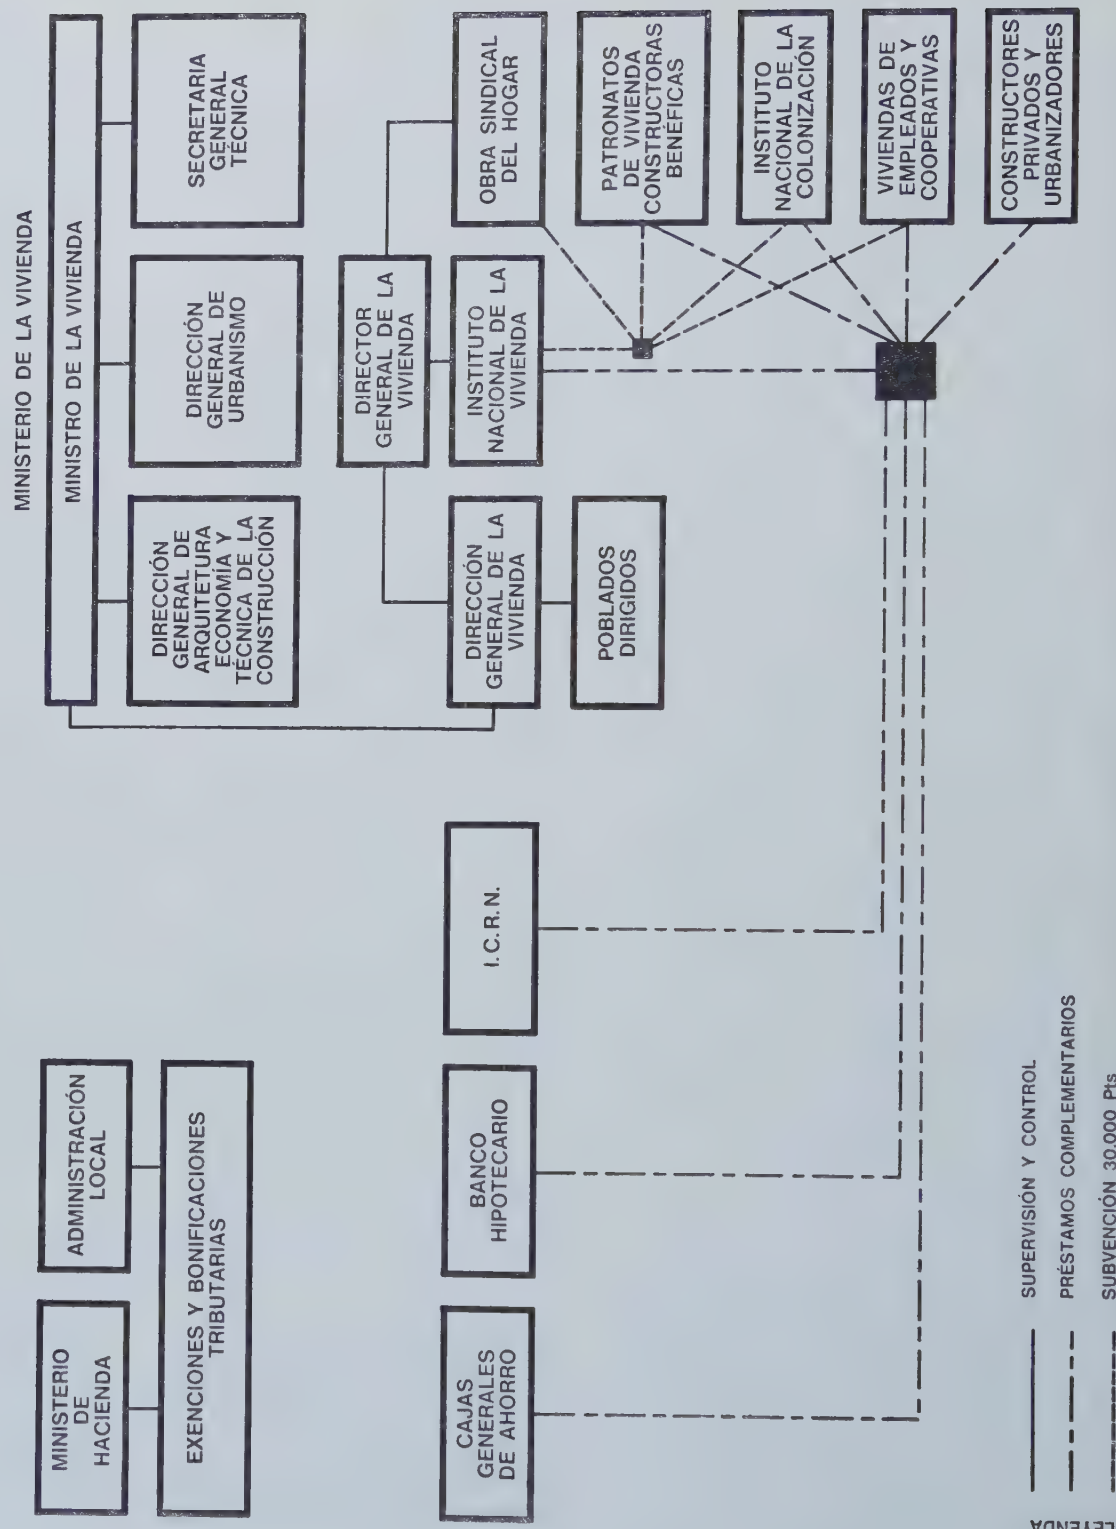 MINISTERIO DE LA VIVIENDA
MINISTRO DE LA VIVIENDA
MINISTERIO
DE
HACIENDA
ADMINISTRACIÓN
LOCAL
EXENCIONES Y BONIFICACIONES
TRIBUTARIAS
DIRECCIÓN
GENERAL DE
ARQUITETURA
ECONOMÍA Y
TÉCNICA DE LA
CONSTRUCCIÓN
DIRECCIÓN
GENERAL DE
URBANISMO
SECRETARIA
GENERAL
TÉCNICA
DIRECTOR
GENERAL DE LA
VIVIENDA
CAJAS
GENERALES
DE AHORRO
BANCO
HIPOTECARIO
I.C.R.N.
DIRECCIÓN
GENERAL DE LA
VIVIENDA
INSTITUTO
NACIONAL DE LA
VIVIENDA
OBRA SINDICAL
DEL HOGAR
POBLADOS
DIRIGIDOS
PATRONATOS
DE VIVIENDA
CONSTRUCTORAS
BENÉFICAS
INSTITUTO
NACIONAL DE LA
COLONIZACIÓN
VIVIENDAS DE
EMPLEADOS Y
COOPERATIVAS
CONSTRUCTORES
PRIVADOS Y
URBANIZADORES
LEYENDA
SUPERVISIÓN Y CONTROL
PRÉSTAMOS COMPLEMENTARIOS
SUBVENCIÓN 30.000 Pts